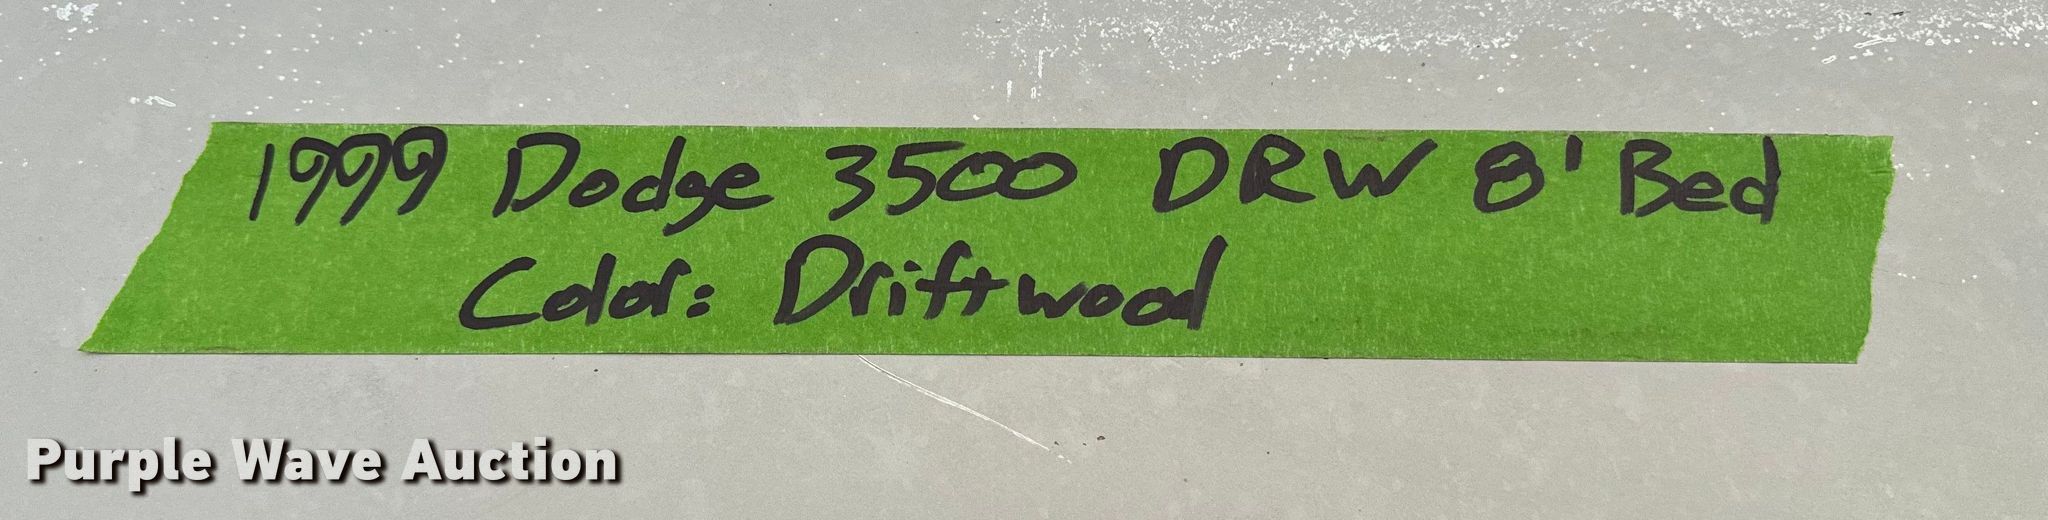 1999 Dodge 3500 DRW 8' Bed
Color: Driftwood
Purple Wave Auction